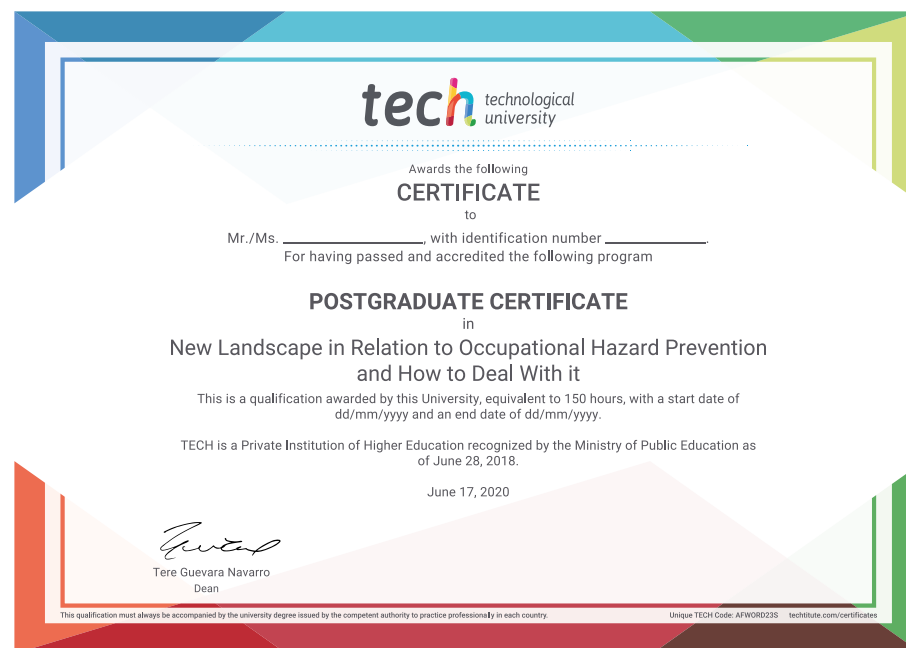 tech technological
university
Awards the following
CERTIFICATE
to
Mr./Ms. ____________________, with identification number ______________.
For having passed and accredited the following program
POSTGRADUATE CERTIFICATE
in
New Landscape in Relation to Occupational Hazard Prevention
and How to Deal With it
This is a qualification awarded by this University, equivalent to 150 hours, with a start date of
dd/mm/yyyy and an end date of dd/mm/yyyy.
TECH is a Private Institution of Higher Education recognized by the Ministry of Public Education as
of June 28, 2018.
June 17, 2020
Tere Guevara Navarro
Dean
This qualification must always be accompanied by the university degree issued by the competent authority to practice professionally in each country. Unique TECH Code: AFWORD23S techtitute.com/certificates